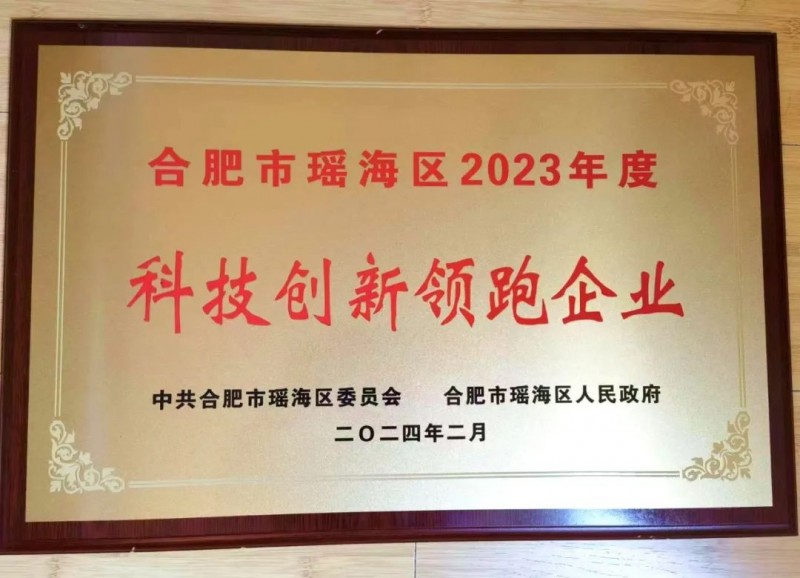 合肥市瑶海区2023年度
科技创新领跑企业
中共合肥市瑶海区委员会 合肥市瑶海区人民政府
二〇二四年二月